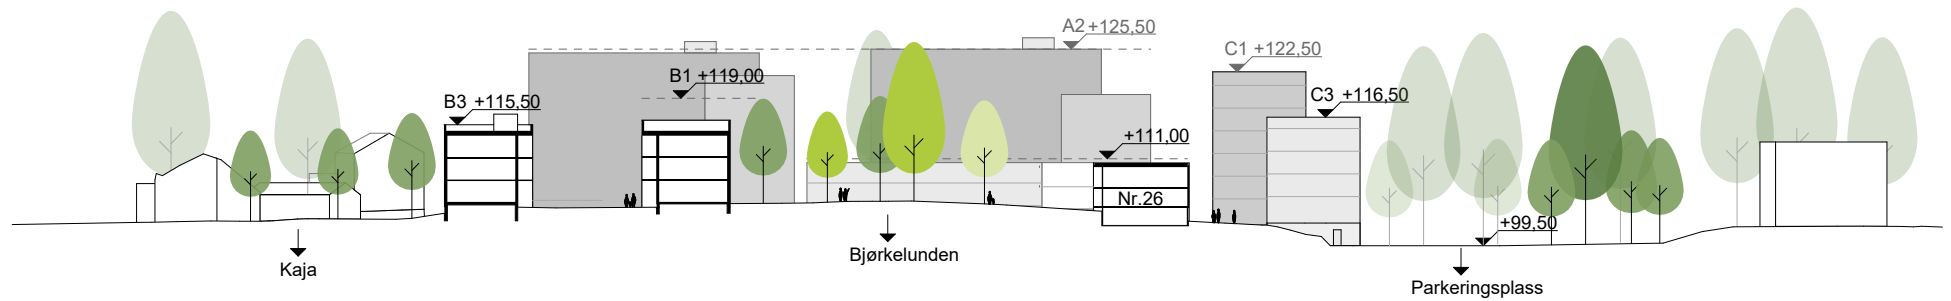 A2 +125,50
C1 +122,50
B1 +119,00
B3 +115,50
C3 +116,50
+111,00
Nr.26
+99,50
Bjørkelunden
Kaja
Parkeringsplass